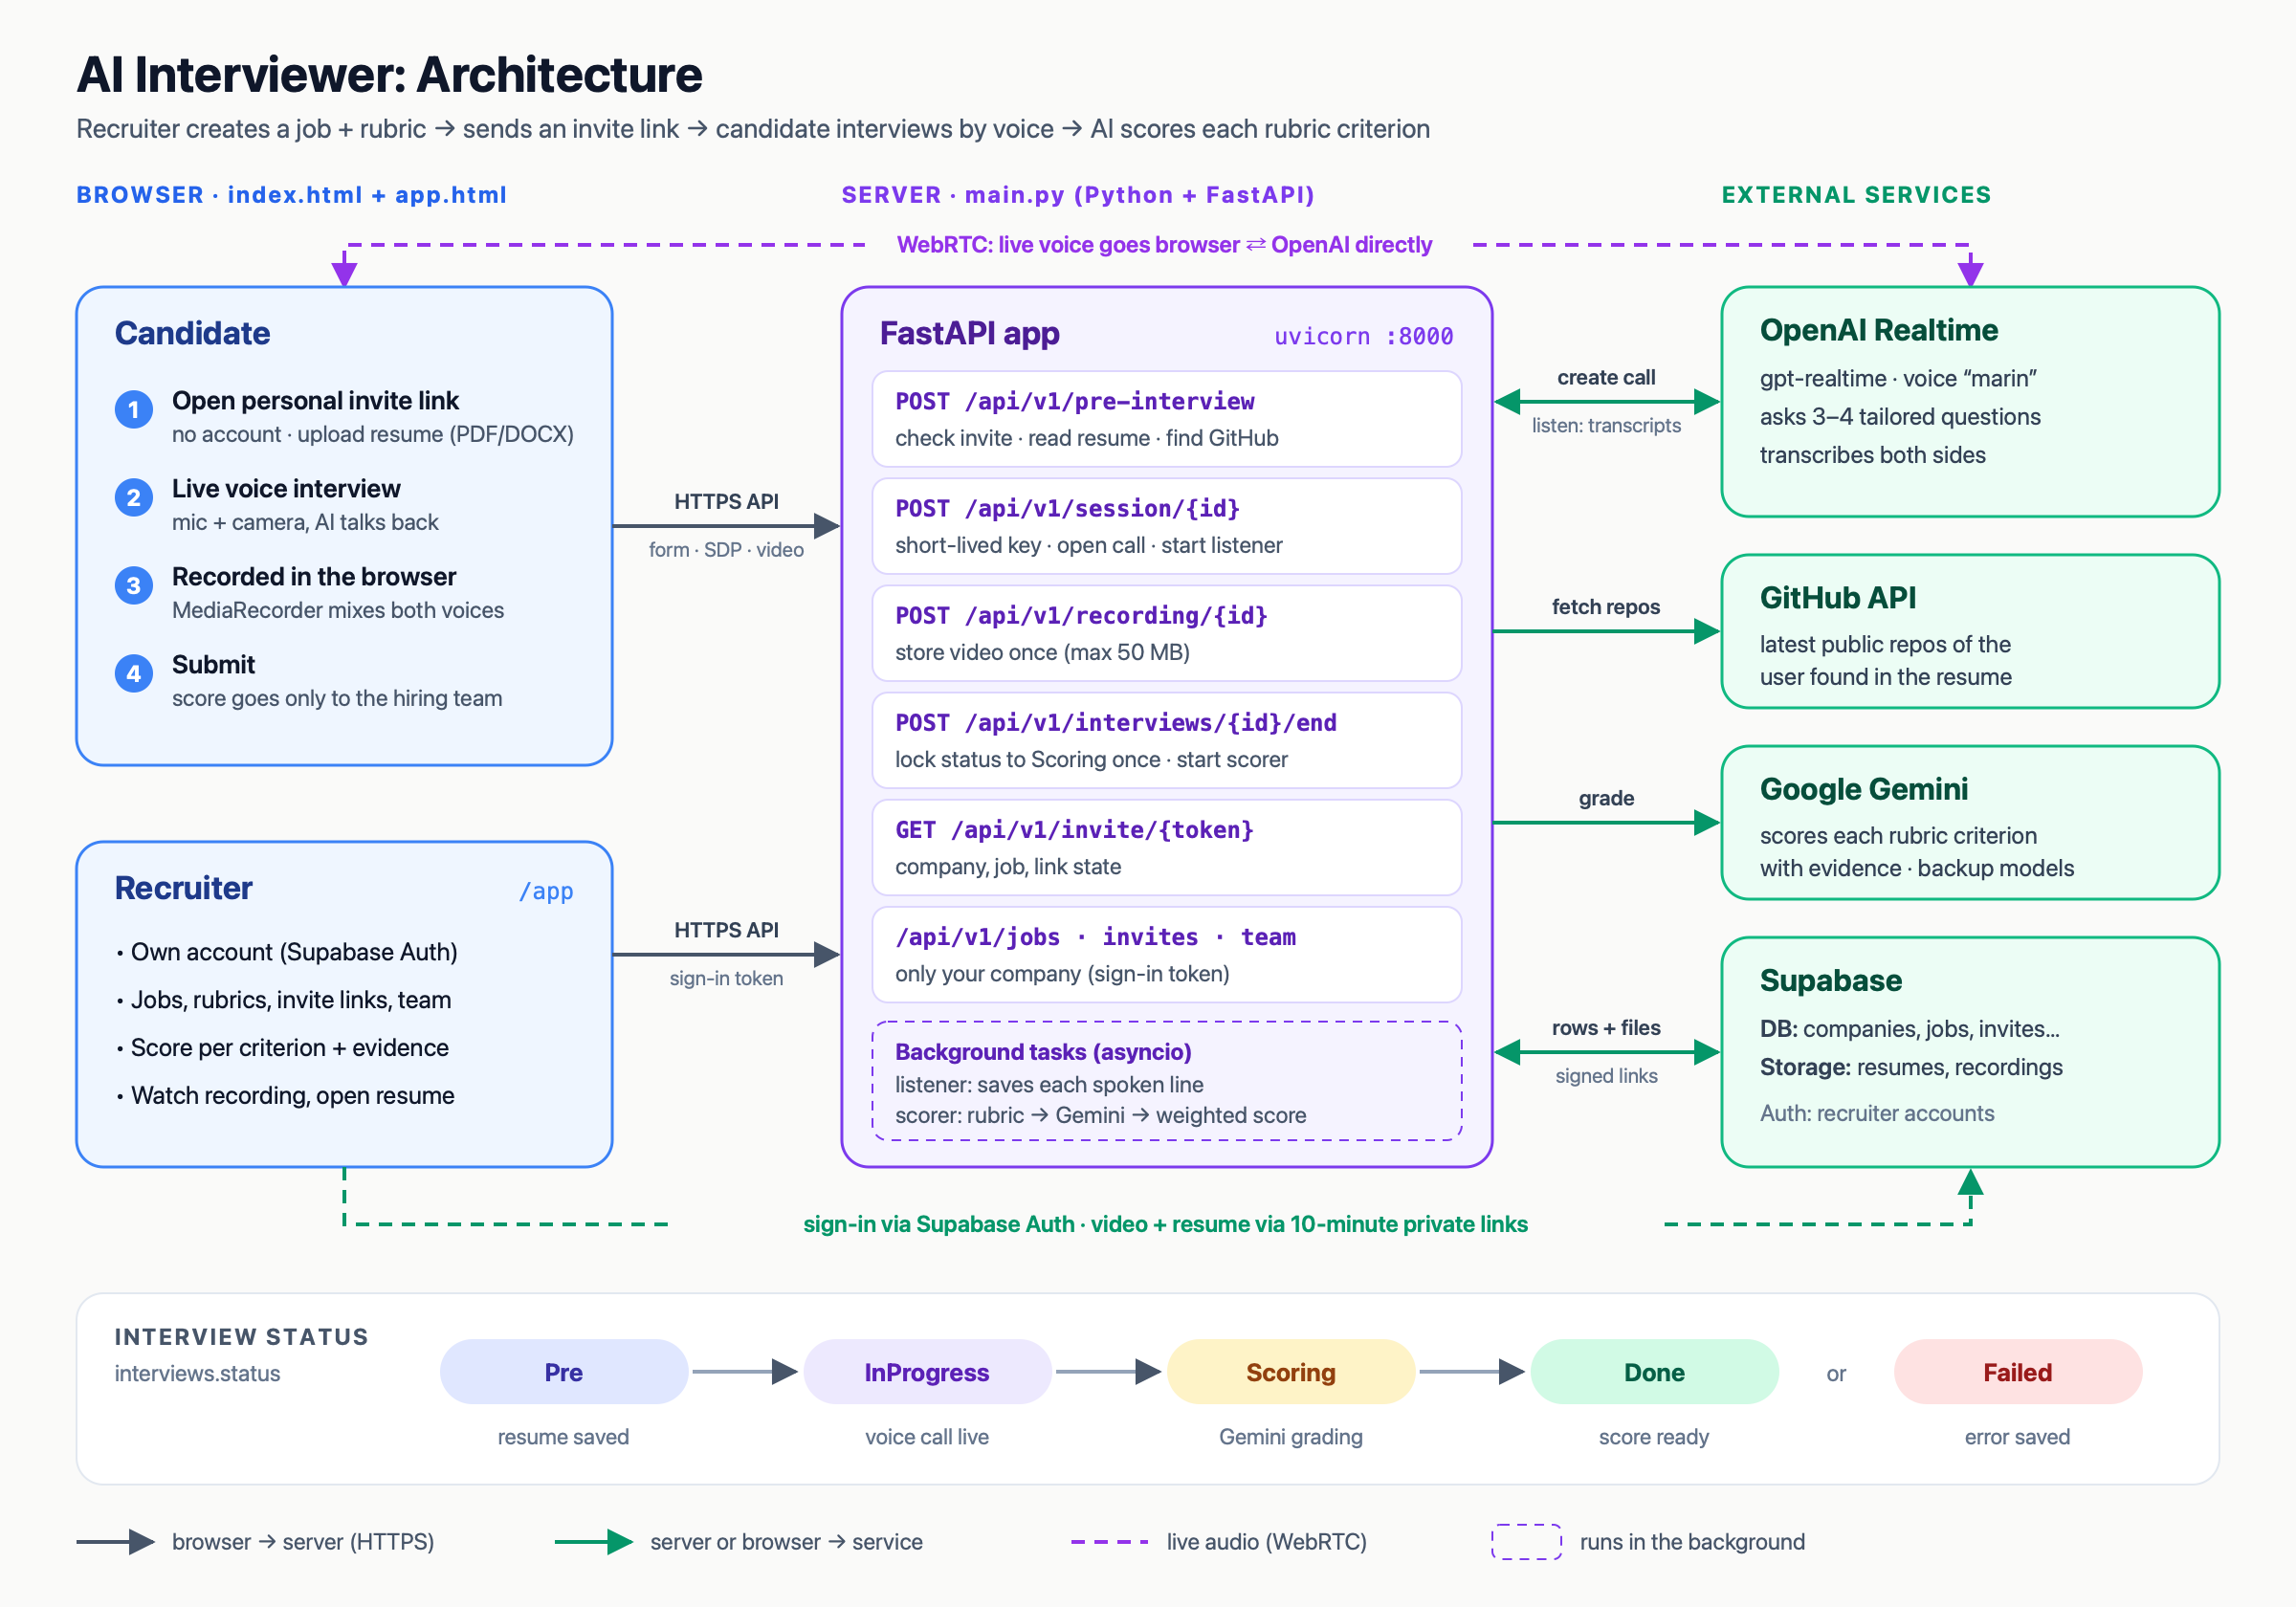 AI Interviewer: Architecture
Recruiter creates a job + rubric → sends an invite link → candidate interviews by voice → AI scores each rubric criterion
BROWSER · index.html + app.html
SERVER · main.py (Python + FastAPI)
EXTERNAL SERVICES
WebRTC: live voice goes browser ⇄ OpenAI directly
Candidate
1 Open personal invite link
no account · upload resume (PDF/DOCX)
2 Live voice interview
mic + camera, AI talks back
3 Recorded in the browser
MediaRecorder mixes both voices
4 Submit
score goes only to the hiring team
HTTPS API
form · SDP · video
Recruiter /app
• Own account (Supabase Auth)
• Jobs, rubrics, invite links, team
• Score per criterion + evidence
• Watch recording, open resume
HTTPS API
sign-in token
FastAPI app uvicorn :8000
POST /api/v1/pre-interview
check invite · read resume · find GitHub
POST /api/v1/session/{id}
short-lived key · open call · start listener
POST /api/v1/recording/{id}
store video once (max 50 MB)
POST /api/v1/interviews/{id}/end
lock status to Scoring once · start scorer
GET /api/v1/invite/{token}
company, job, link state
/api/v1/jobs · invites · team
only your company (sign-in token)
Background tasks (asyncio)
listener: saves each spoken line
scorer: rubric → Gemini → weighted score
create call
listen: transcripts
fetch repos
grade
rows + files
signed links
OpenAI Realtime
gpt-realtime · voice “marin”
asks 3–4 tailored questions
transcribes both sides
GitHub API
latest public repos of the
user found in the resume
Google Gemini
scores each rubric criterion
with evidence · backup models
Supabase
DB: companies, jobs, invites…
Storage: resumes, recordings
Auth: recruiter accounts
sign-in via Supabase Auth · video + resume via 10-minute private links
INTERVIEW STATUS
interviews.status
Pre
InProgress
Scoring
Done
or
Failed
resume saved
voice call live
Gemini grading
score ready
error saved
browser → server (HTTPS)
server or browser → service
live audio (WebRTC)
runs in the background